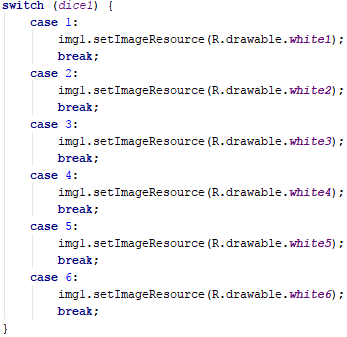 switch (dice1) {
    case 1:
        img1.setImageResource(R.drawable.white1);
        break;
    case 2:
        img1.setImageResource(R.drawable.white2);
        break;
    case 3:
        img1.setImageResource(R.drawable.white3);
        break;
    case 4:
        img1.setImageResource(R.drawable.white4);
        break;
    case 5:
        img1.setImageResource(R.drawable.white5);
        break;
    case 6:
        img1.setImageResource(R.drawable.white6);
        break;
}